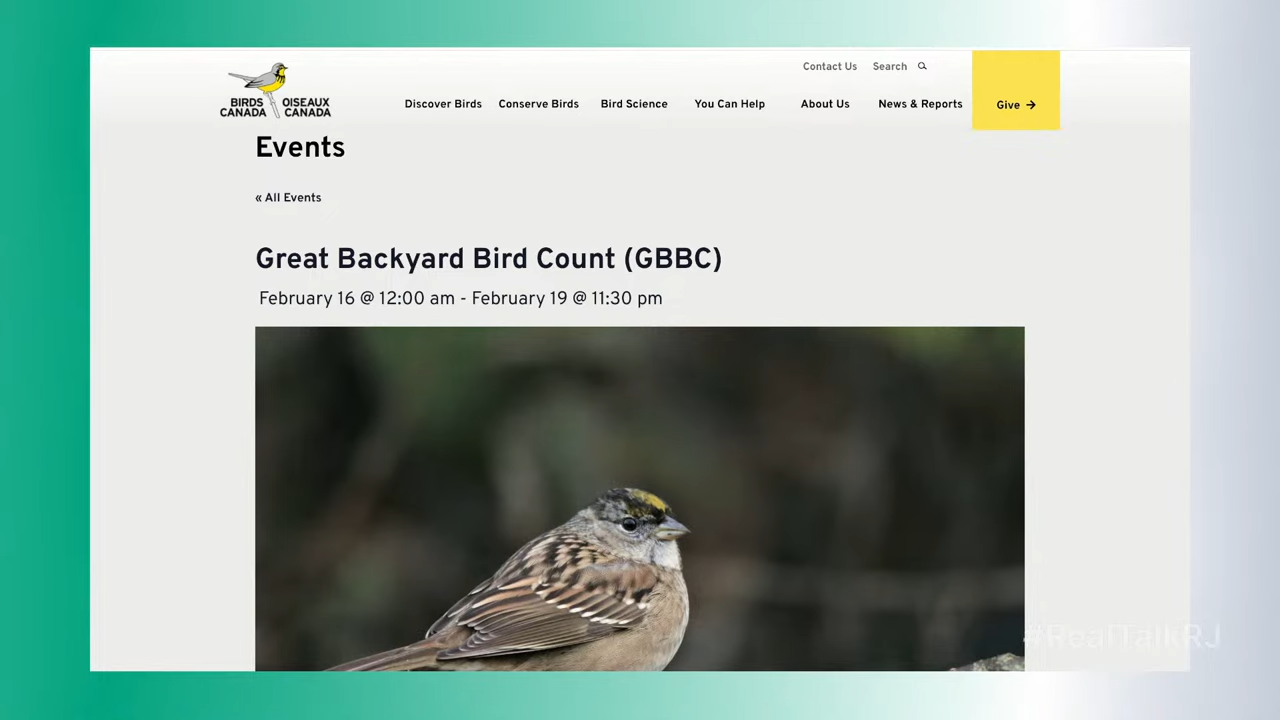 Contact Us Search
BIRDS OISEAUX
CANADA CANADA
Discover Birds Conserve Birds Bird Science You Can Help About Us News & Reports Give →
Events
« All Events
Great Backyard Bird Count (GBBC)
February 16 @ 12:00 am - February 19 @ 11:30 pm
#RealTalkRJ